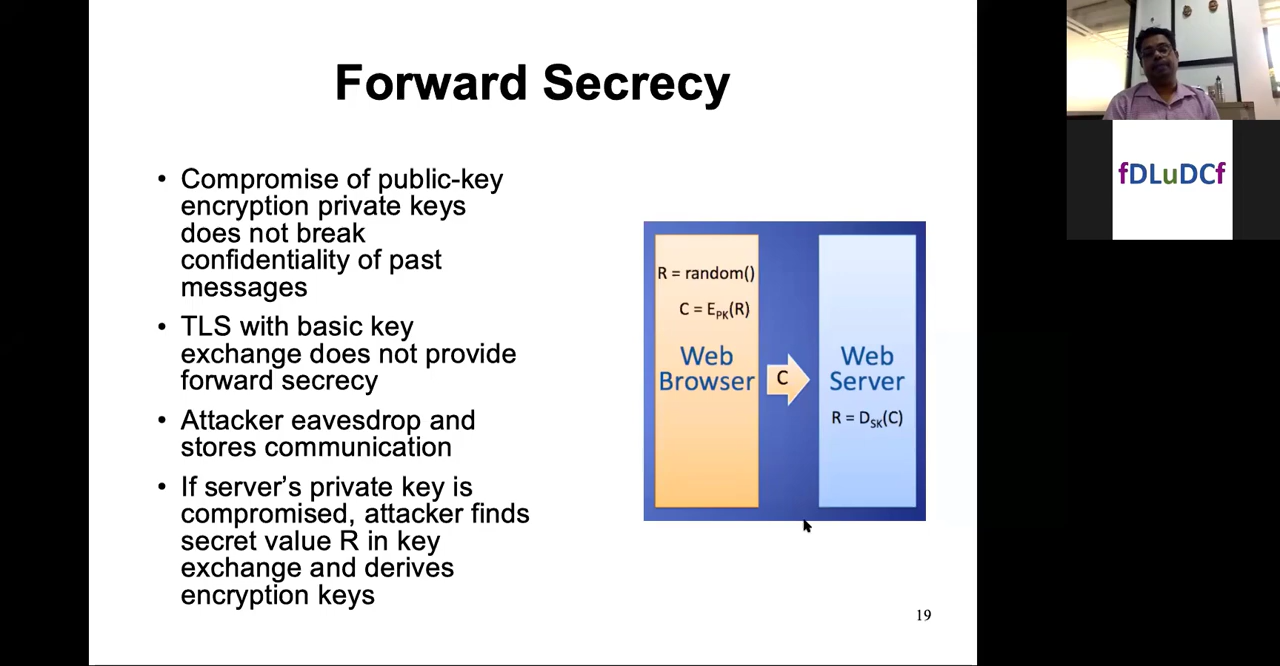 Forward Secrecy
• Compromise of public-key
encryption private keys
does not break
confidentiality of past
messages
• TLS with basic key
exchange does not provide
forward secrecy
• Attacker eavesdrop and
stores communication
• If server's private key is
compromised, attacker finds
secret value R in key
exchange and derives
encryption keys
R = random()
C = E_PK(R)
Web
Browser
C
Web
Server
R = D_SK(C)
19
fDLuDCf